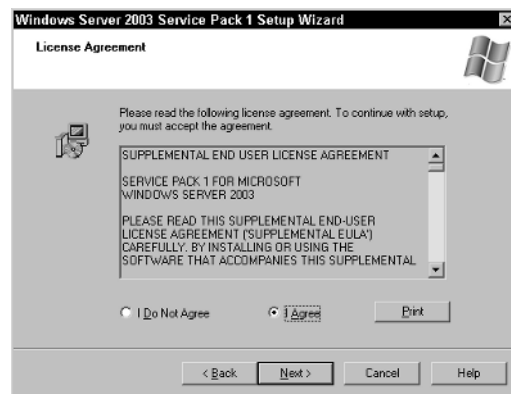 Windows Server 2003 Service Pack 1 Setup Wizard
License Agreement
Please read the following license agreement. To continue with setup,
you must accept the agreement.
SUPPLEMENTAL END USER LICENSE AGREEMENT
SERVICE PACK 1 FOR MICROSOFT
WINDOWS SERVER 2003
PLEASE READ THIS SUPPLEMENTAL END-USER
LICENSE AGREEMENT ('SUPPLEMENTAL EULA')
CAREFULLY. BY INSTALLING OR USING THE
SOFTWARE THAT ACCOMPANIES THIS SUPPLEMENTAL
I Do Not Agree
I Agree
Print
< Back
Next >
Cancel
Help